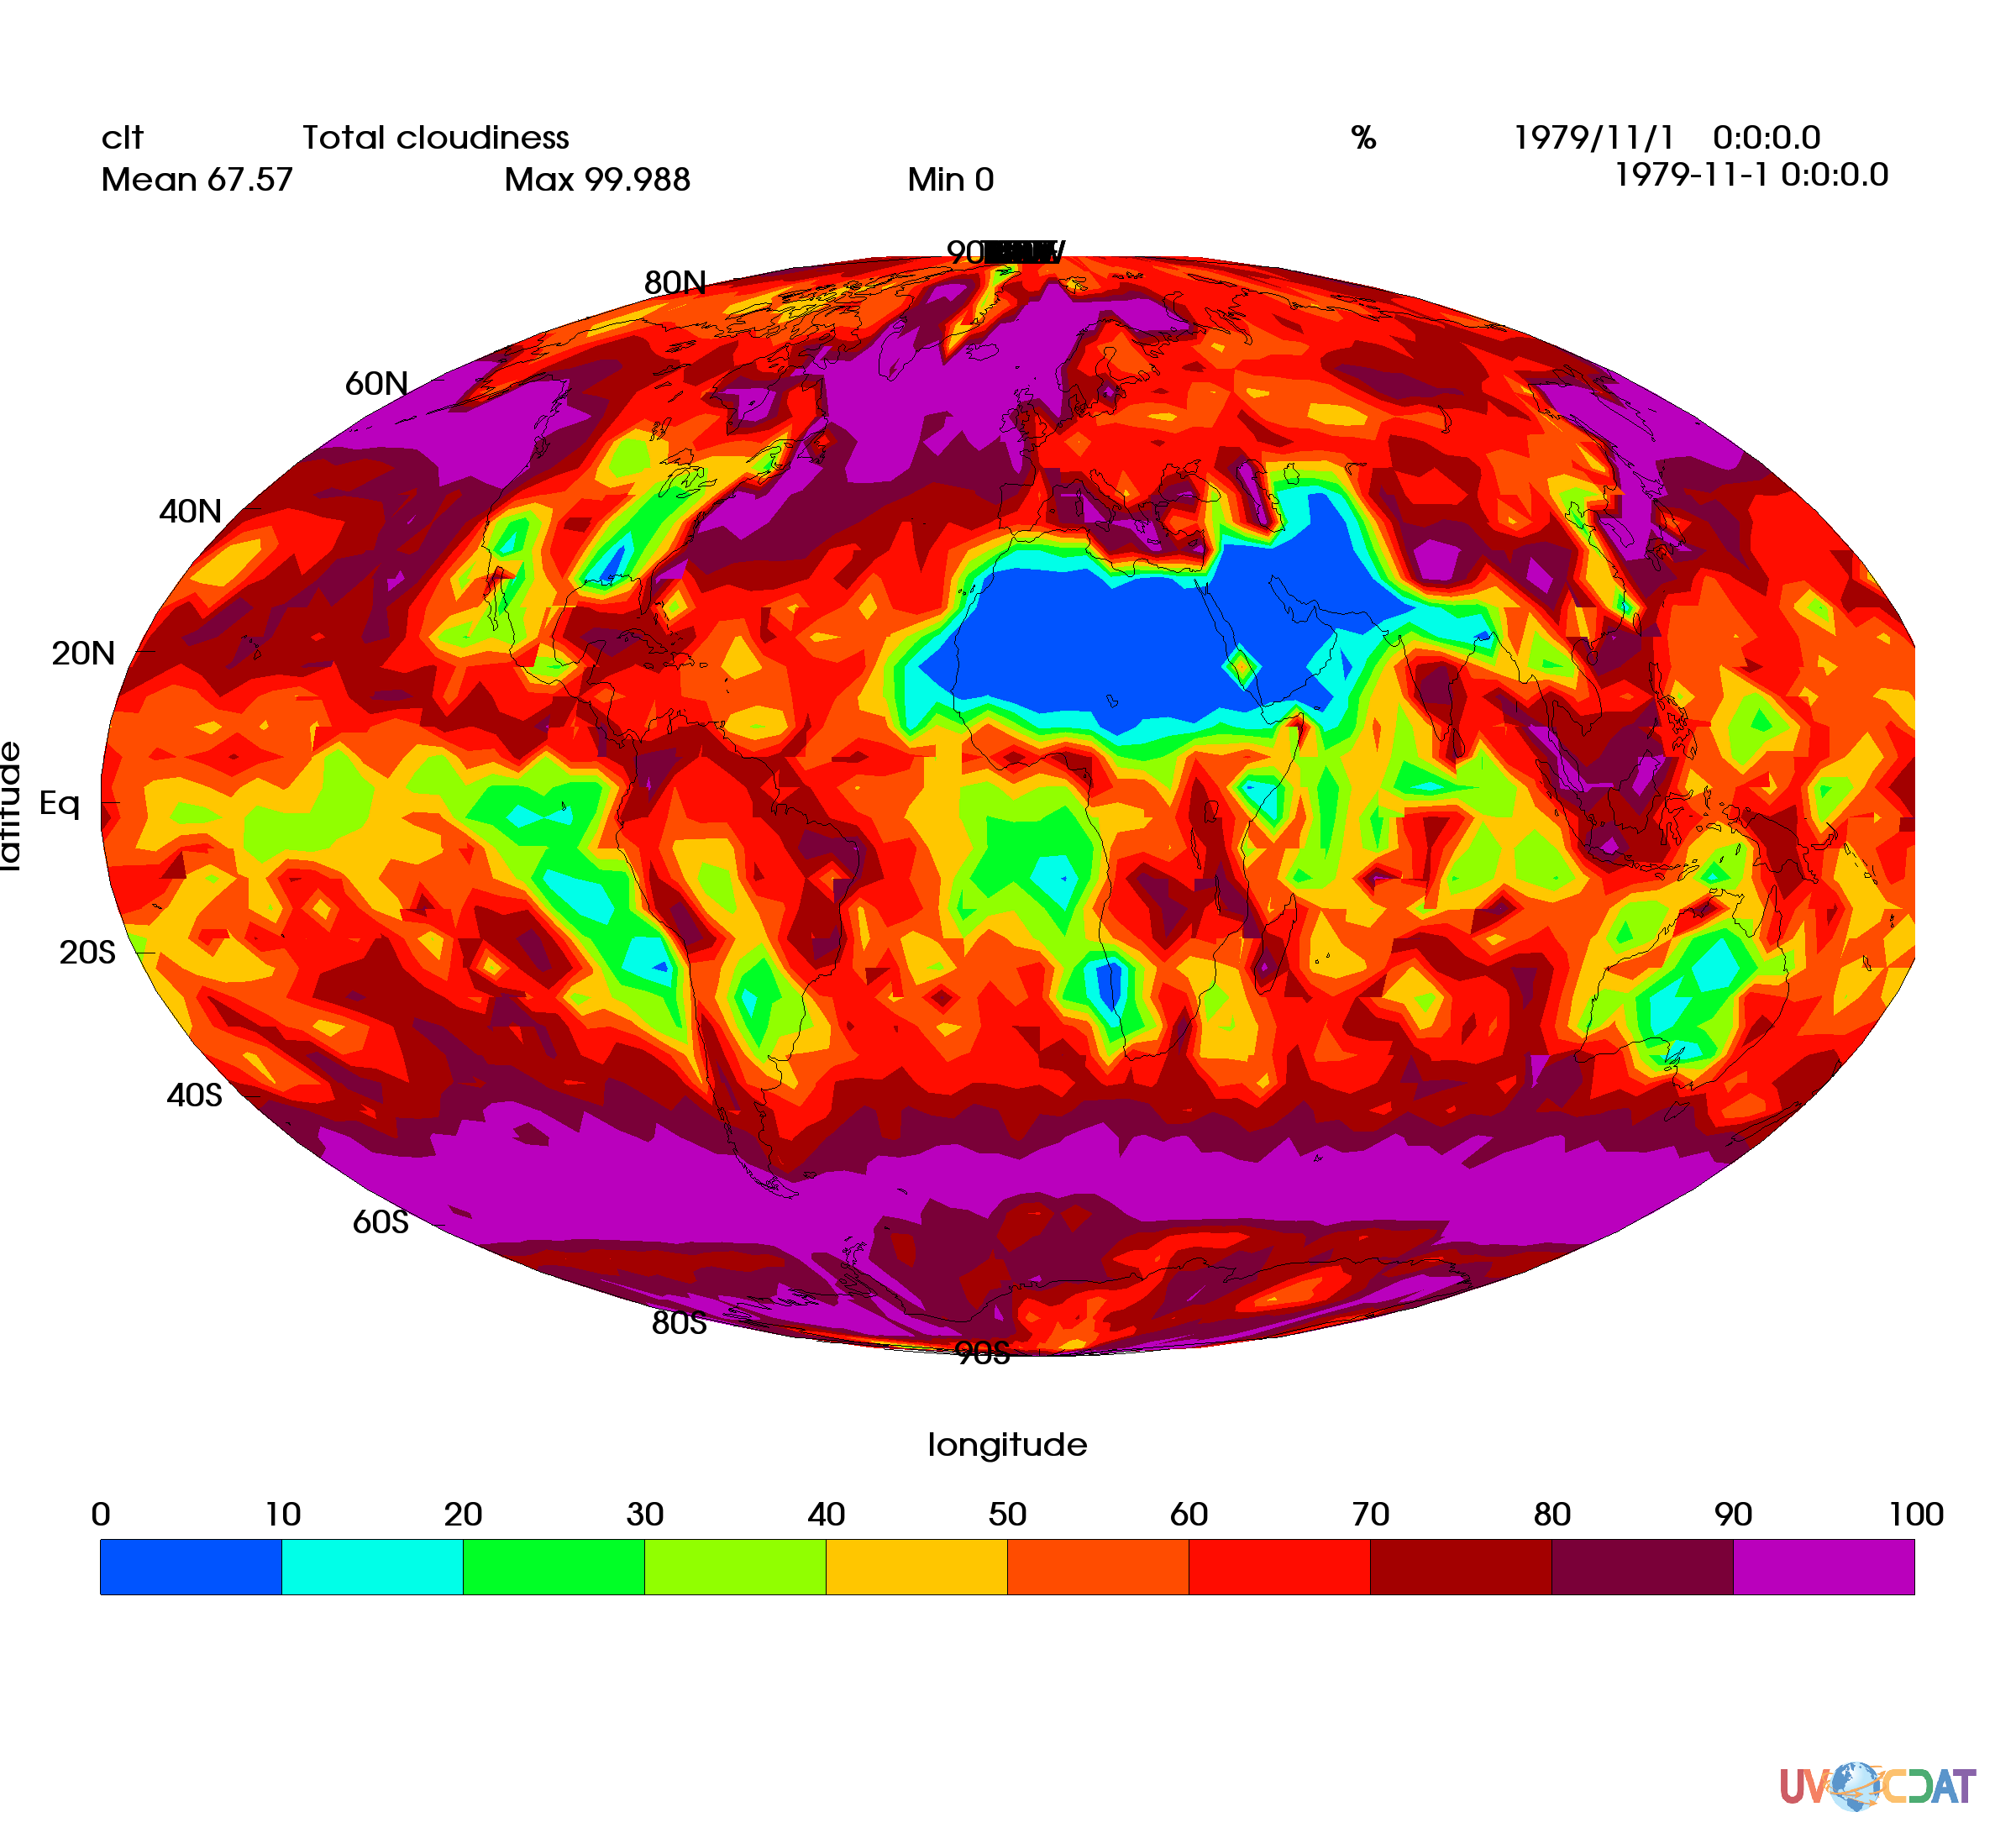 clt Total cloudiness % 1979/11/1 0:0:0.0
Mean 67.57 Max 99.988 Min 0 1979-11-1 0:0:0.0
80N
60N
40N
20N
latitude
Eq
20S
40S
60S
80S
90S
longitude
0 10 20 30 40 50 60 70 80 90 100
UV CDAT